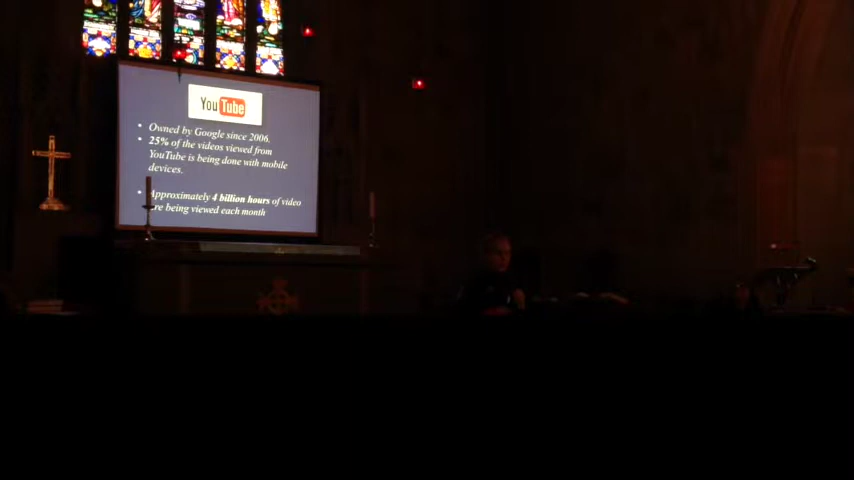 YouTube
• Owned by Google since 2006.
• 25% of the videos viewed from
YouTube is being done with mobile
devices.
• Approximately 4 billion hours of video
are being viewed each month